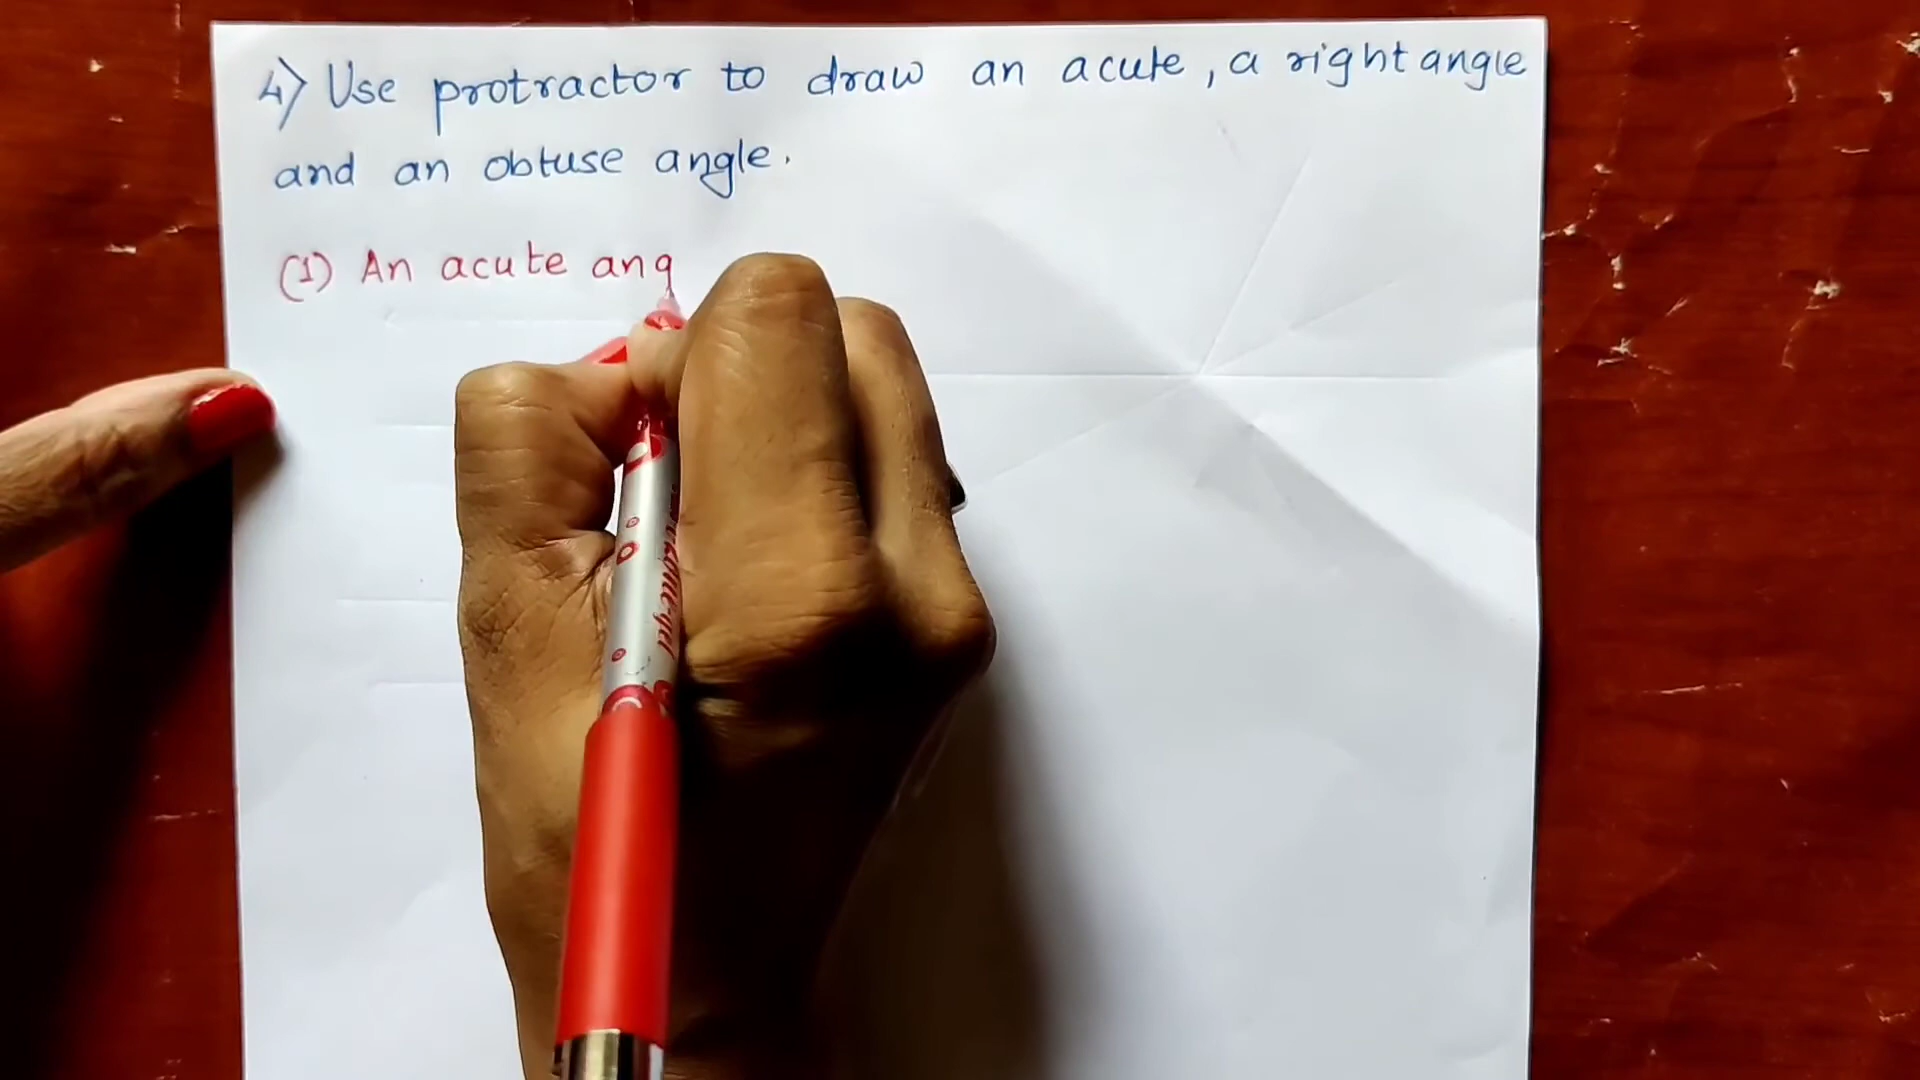 4) Use protractor to draw an acute, a right angle
and an obtuse angle.
(1) An acute ang